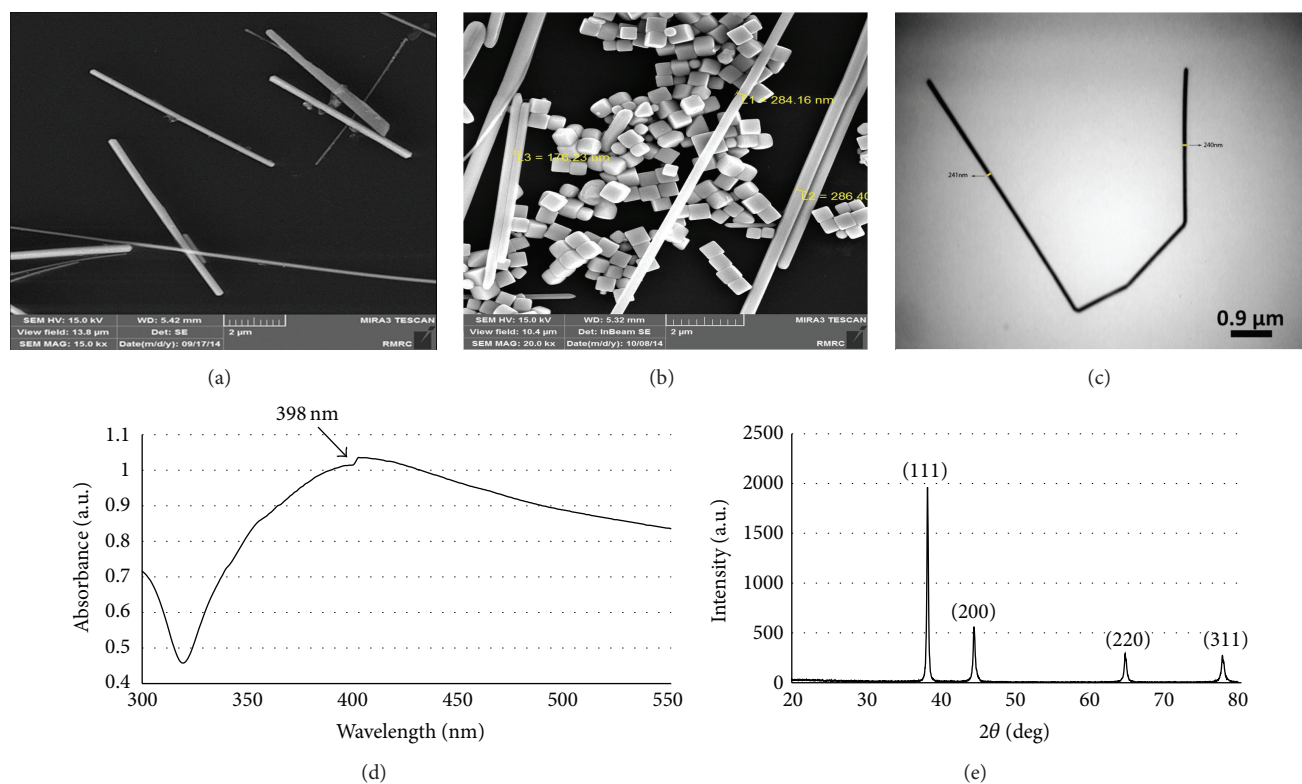 L1 = 284.16 nm
L3 = 176.23 nm
L2 = 286.40
241nm
240nm
0.9 µm
SEM HV: 15.0 kV WD: 5.42 mm MIRA3 TESCAN
View field: 13.8 µm Det: SE 2 µm
SEM MAG: 15.0 kx Date(m/d/y): 09/17/14 RMRC
SEM HV: 15.0 kV WD: 5.32 mm MIRA3 TESCAN
View field: 10.4 µm Det: InBeam SE 2 µm
SEM MAG: 20.0 kx Date(m/d/y): 10/08/14 RMRC
(a)
(b)
(c)
398 nm
1.1
1
0.9
0.8
0.7
0.6
0.5
0.4
Absorbance (a.u.)
300 350 400 450 500 550
Wavelength (nm)
(d)
2500
2000
1500
1000
500
0
Intensity (a.u.)
(111)
(200)
(220)
(311)
20 30 40 50 60 70 80
2θ (deg)
(e)